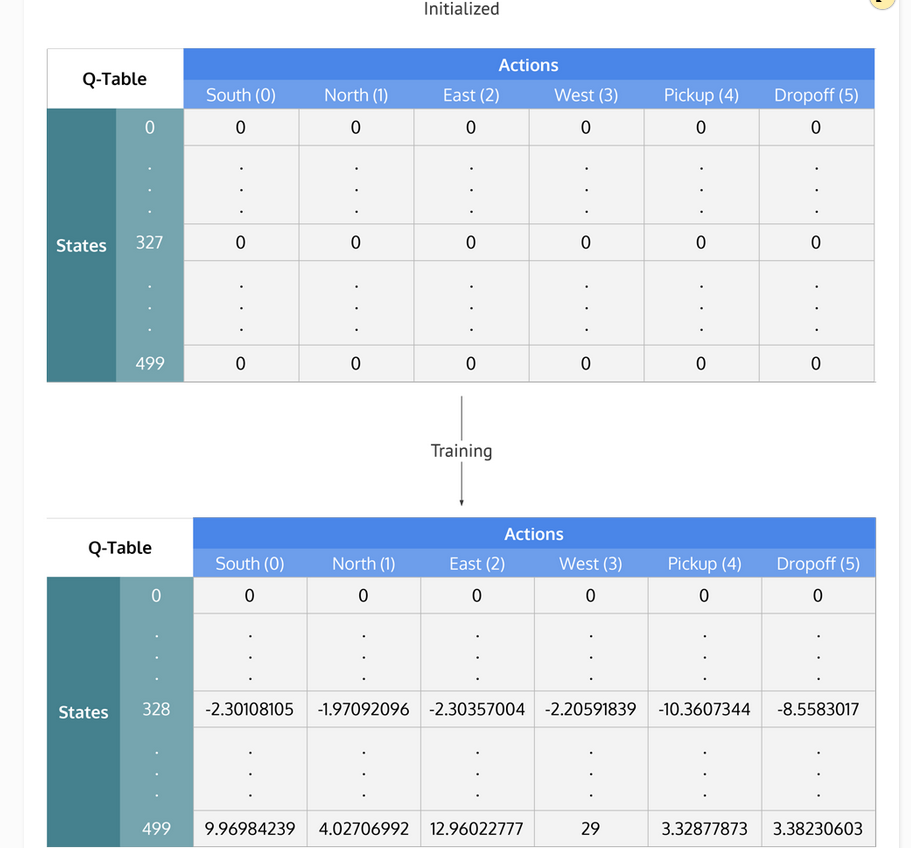 Initialized
Q-Table
Actions
South (0) North (1) East (2) West (3) Pickup (4) Dropoff (5)
States
0 0 0 0 0 0 0
. . . . . . .
. . . . . . .
. . . . . . .
327 0 0 0 0 0 0
. . . . . . .
. . . . . . .
. . . . . . .
499 0 0 0 0 0 0
Training
Q-Table
Actions
South (0) North (1) East (2) West (3) Pickup (4) Dropoff (5)
States
0 0 0 0 0 0 0
. . . . . . .
. . . . . . .
. . . . . . .
328 -2.30108105 -1.97092096 -2.30357004 -2.20591839 -10.3607344 -8.5583017
. . . . . . .
. . . . . . .
. . . . . . .
499 9.96984239 4.02706992 12.96022777 29 3.32877873 3.38230603